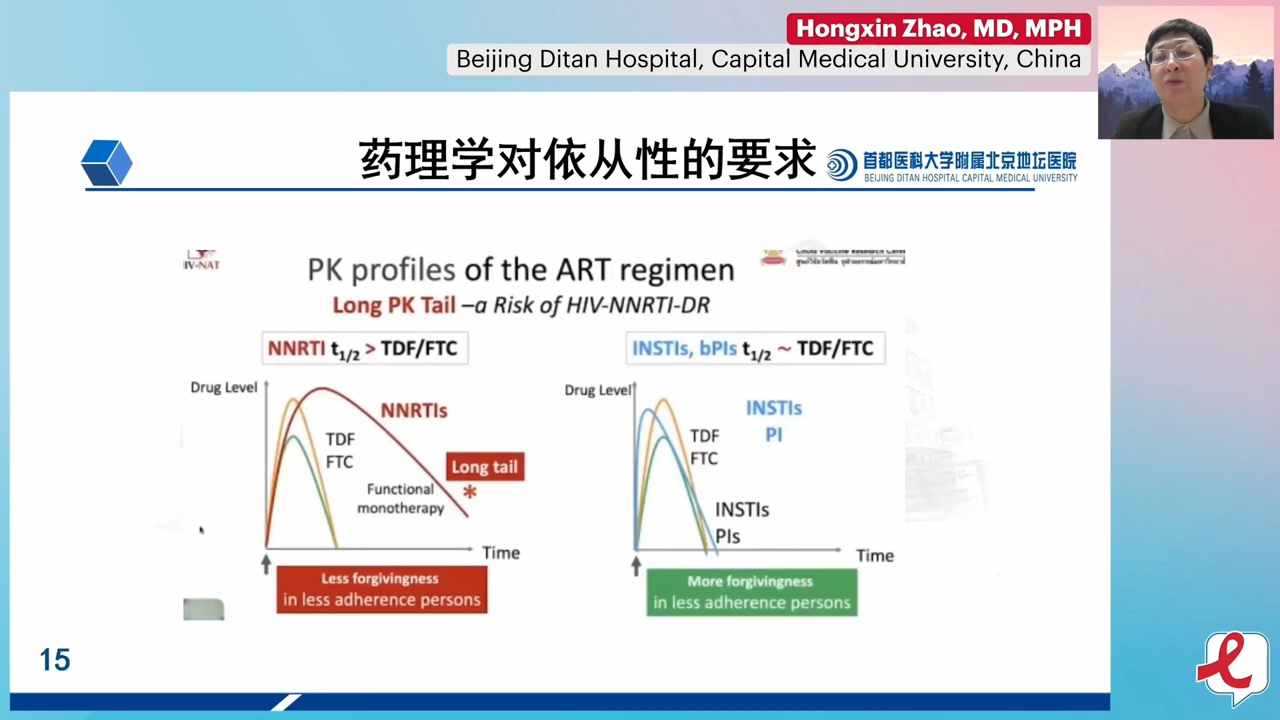 Hongxin Zhao, MD, MPH
Beijing Ditan Hospital, Capital Medical University, China
药理学对依从性的要求
首都医科大学附属北京地坛医院
BEIJING DITAN HOSPITAL CAPITAL MEDICAL UNIVERSITY
IV-NAT
PK profiles of the ART regimen
Long PK Tail –a Risk of HIV-NNRTI-DR
NNRTI t1/2 > TDF/FTC
Drug Level
NNRTIs
TDF
FTC
Long tail
*
Functional
monotherapy
Time
Less forgivingness
in less adherence persons
INSTIs, bPIs t1/2 ~ TDF/FTC
Drug Level
INSTIs
PI
TDF
FTC
INSTIs
PIs
Time
More forgivingness
in less adherence persons
15